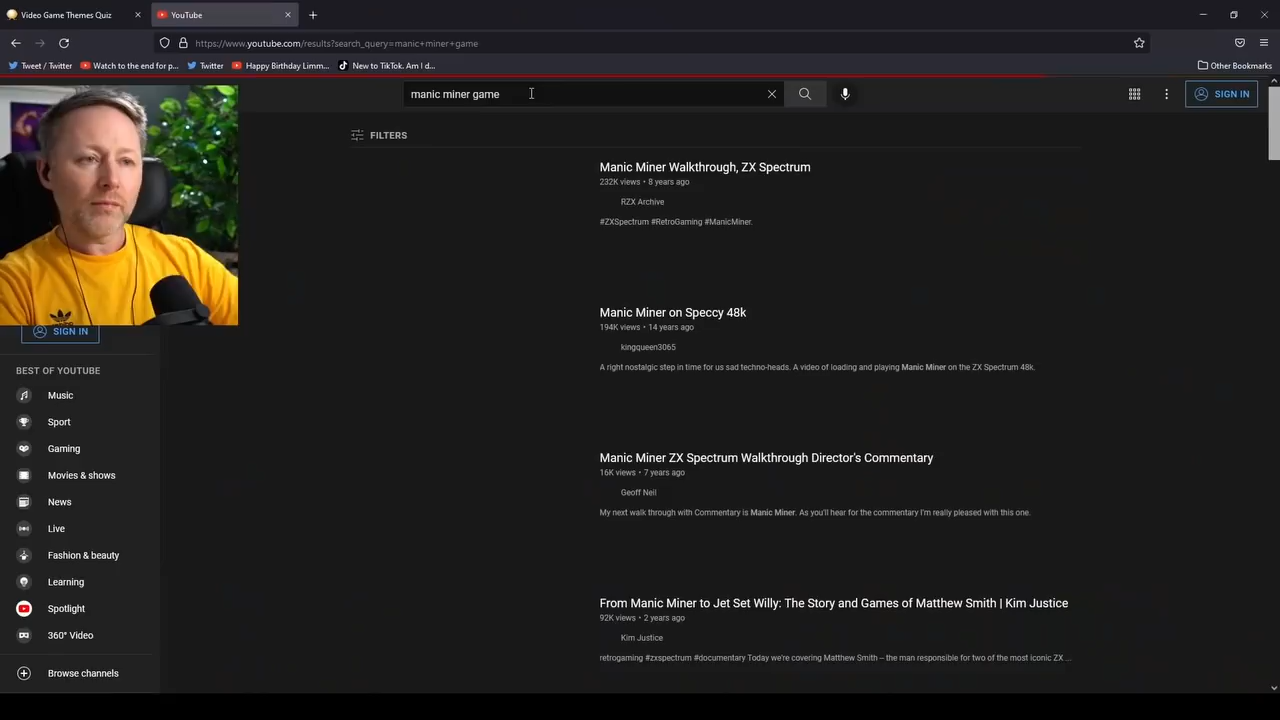 Video Game Themes Quiz
YouTube
https://www.youtube.com/results?search_query=manic+miner+game
Tweet / Twitter
Watch to the end for p...
Twitter
Happy Birthday Limm...
New to TikTok. Am I d...
Other Bookmarks
manic miner game
SIGN IN
FILTERS
Manic Miner Walkthrough, ZX Spectrum
232K views • 8 years ago
RZX Archive
#ZXSpectrum #RetroGaming #ManicMiner.
Manic Miner on Speccy 48k
194K views • 14 years ago
kingqueen3065
A right nostalgic step in time for us sad techno-heads. A video of loading and playing Manic Miner on the ZX Spectrum 48k.
Manic Miner ZX Spectrum Walkthrough Director's Commentary
16K views • 7 years ago
Geoff Neil
My next walk through with Commentary is Manic Miner. As you'll hear for the commentary I'm really pleased with this one.
From Manic Miner to Jet Set Willy: The Story and Games of Matthew Smith | Kim Justice
92K views • 2 years ago
Kim Justice
retrogaming #zxspectrum #documentary Today we're covering Matthew Smith – the man responsible for two of the most iconic ZX ...
SIGN IN
BEST OF YOUTUBE
Music
Sport
Gaming
Movies & shows
News
Live
Fashion & beauty
Learning
Spotlight
360° Video
Browse channels